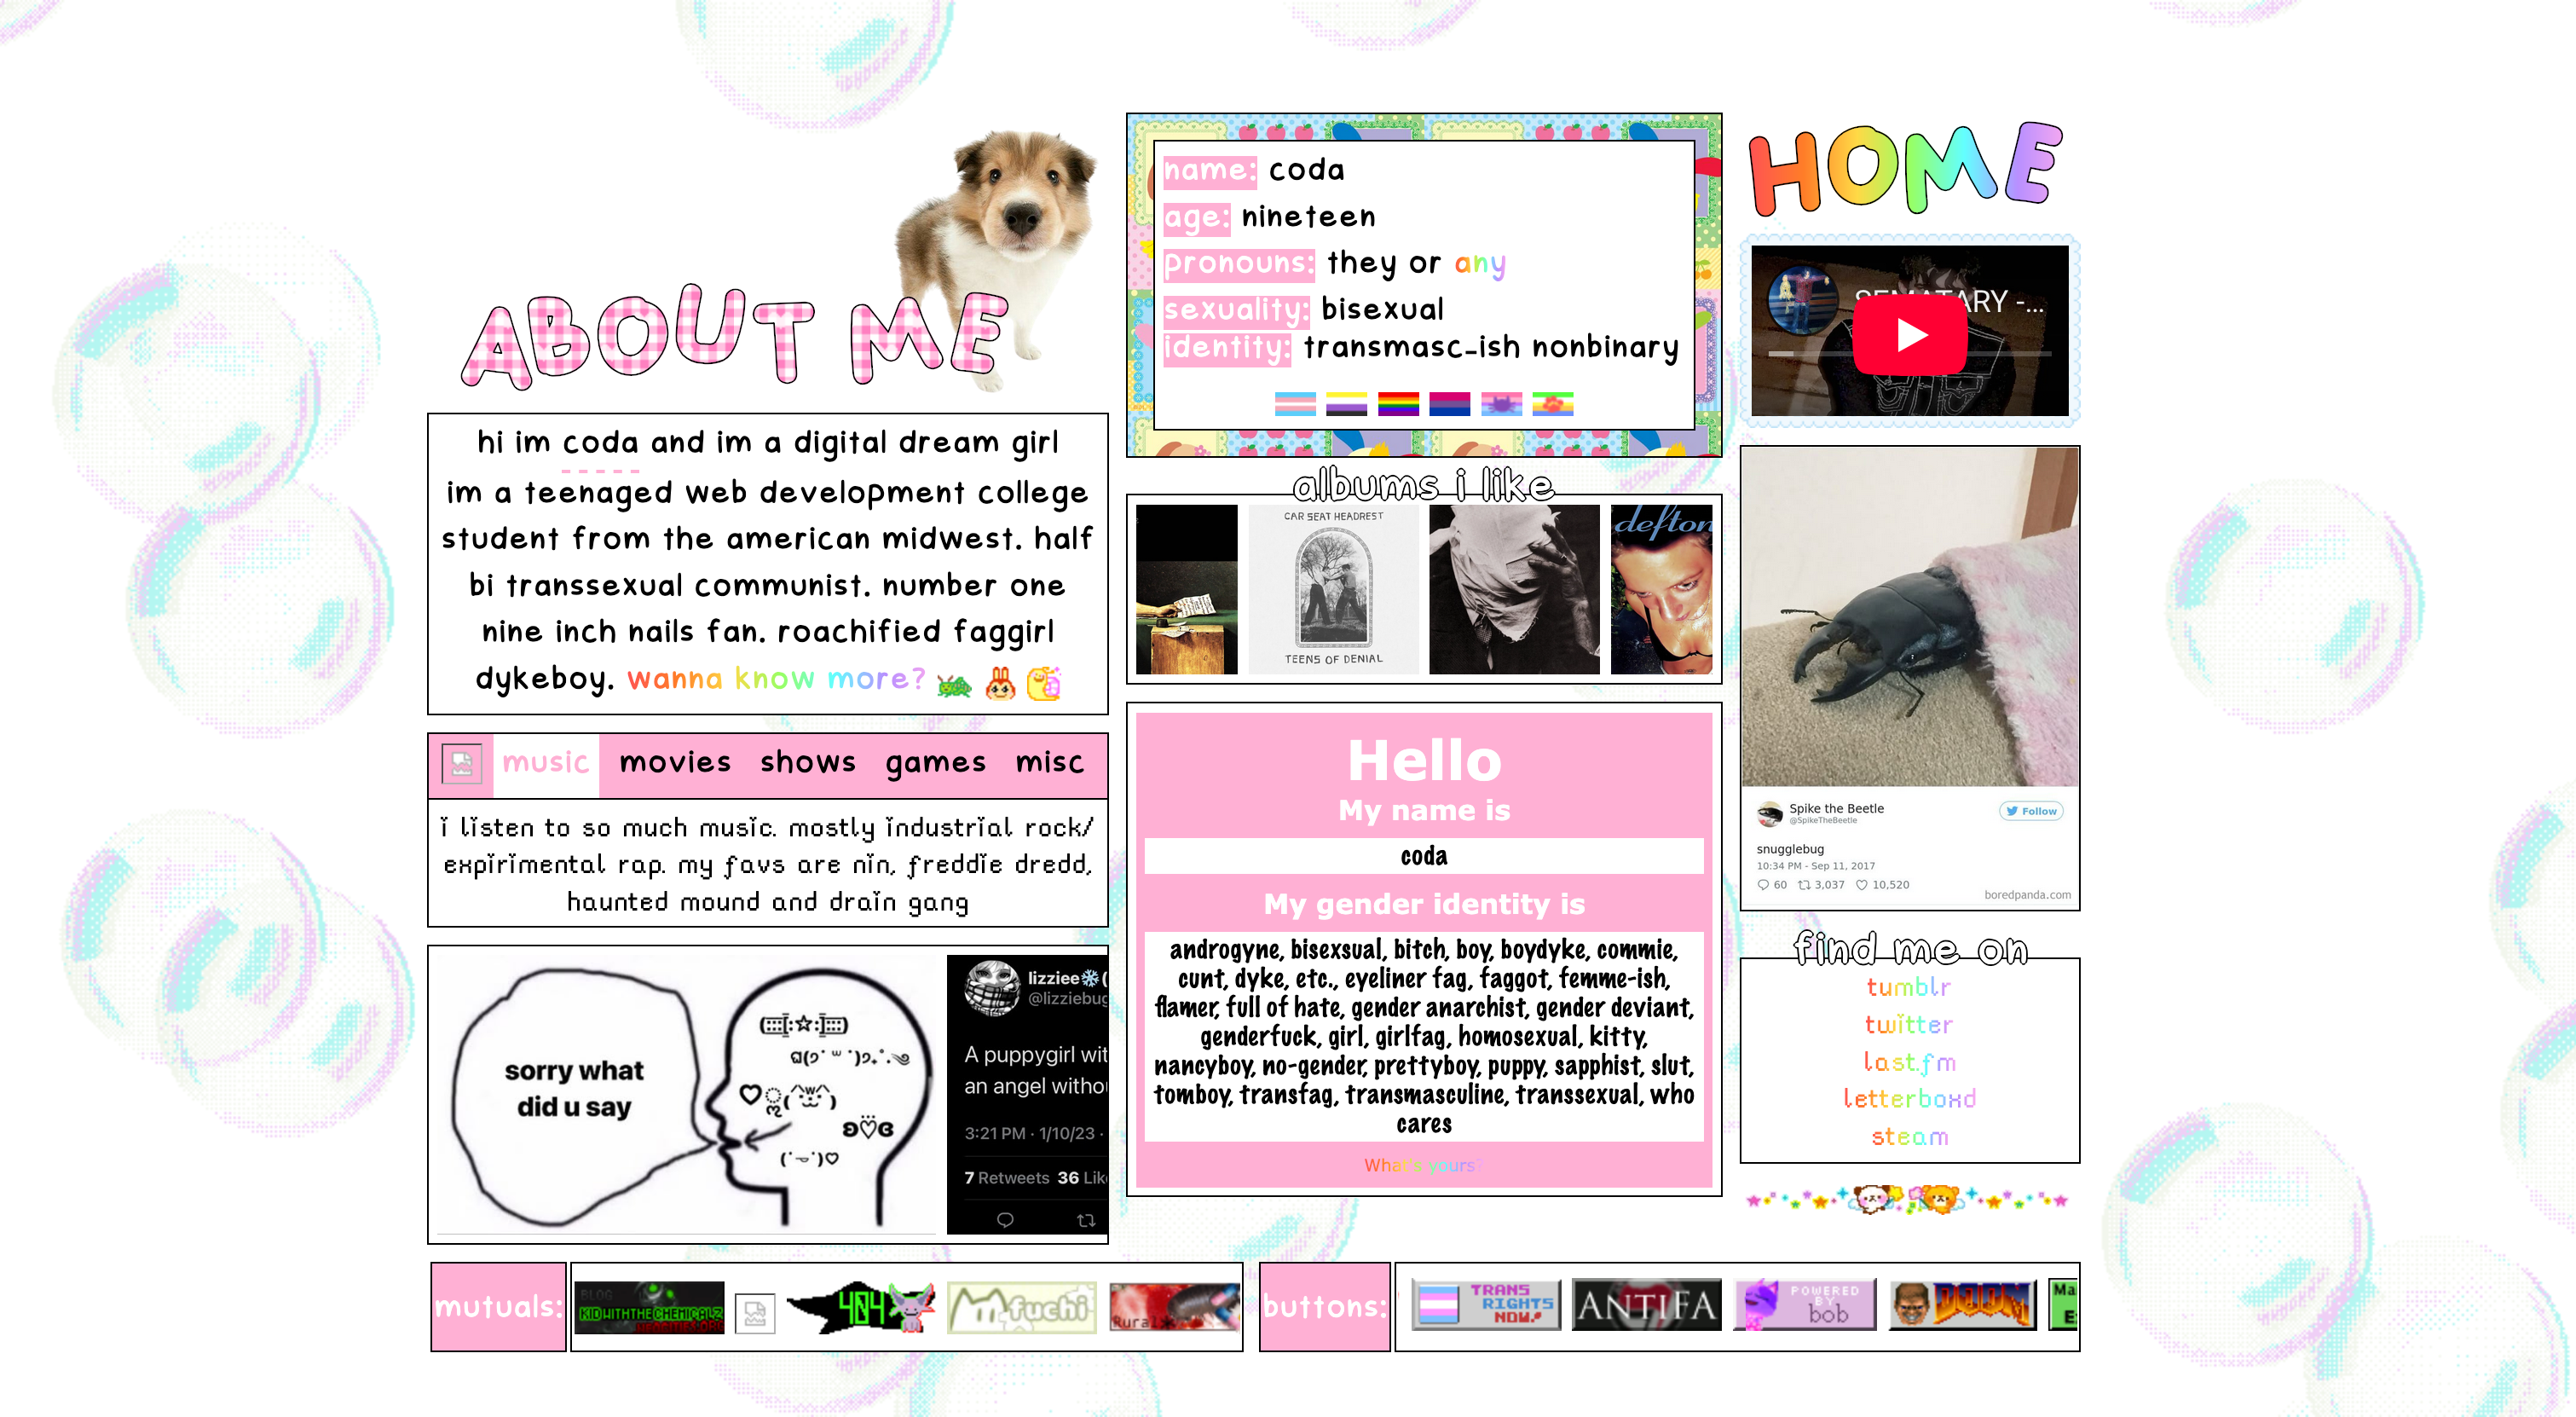 ABOUT ME
hi im coda and im a digital dream girl
im a teenaged web development college
student from the american midwest. half
bi transsexual communist. number one
nine inch nails fan. roachified faggirl
dykeboy. wanna know more?
music movies shows games misc
i listen to so much music. mostly industrial rock/
expirimental rap. my favs are nin, freddie dredd,
haunted mound and drain gang
sorry what
did u say
(:::[:☆:]:::)
(˙⌣˙)♡
ʚ♡ɞ
lizziee❄️(
@lizziebug
A puppygirl wit
an angel withou
3:21 PM · 1/10/23 ·
7 Retweets 36 Lik
name: coda
age: nineteen
pronouns: they or any
sexuality: bisexual
identity: transmasc-ish nonbinary
albums i like
CAR SEAT HEADREST
TEENS OF DENIAL
defton
Hello
My name is
coda
My gender identity is
androgyne, bisexsual, bitch, boy, boydyke, commie,
cunt, dyke, etc., eyeliner fag, faggot, femme-ish,
flamer, full of hate, gender anarchist, gender deviant,
genderfuck, girl, girlfag, homosexual, kitty,
nancyboy, no-gender, prettyboy, puppy, sapphist, slut,
tomboy, transfag, transmasculine, transsexual, who
cares
What's yours?
HOME
SEMATARY -...
Spike the Beetle
@SpikeTheBeetle
Follow
snugglebug
10:34 PM - Sep 11, 2017
60 3,037 10,520
boredpanda.com
find me on
tumblr
twitter
last.fm
letterboxd
steam
mutuals:
BLOG
KIDWITHTHECHEMICALZ
404
fuchi
Rural
buttons:
TRANS
RIGHTS
NOW!
ANTIFA
POWERED
BY
bob
DOOM
Ma
E